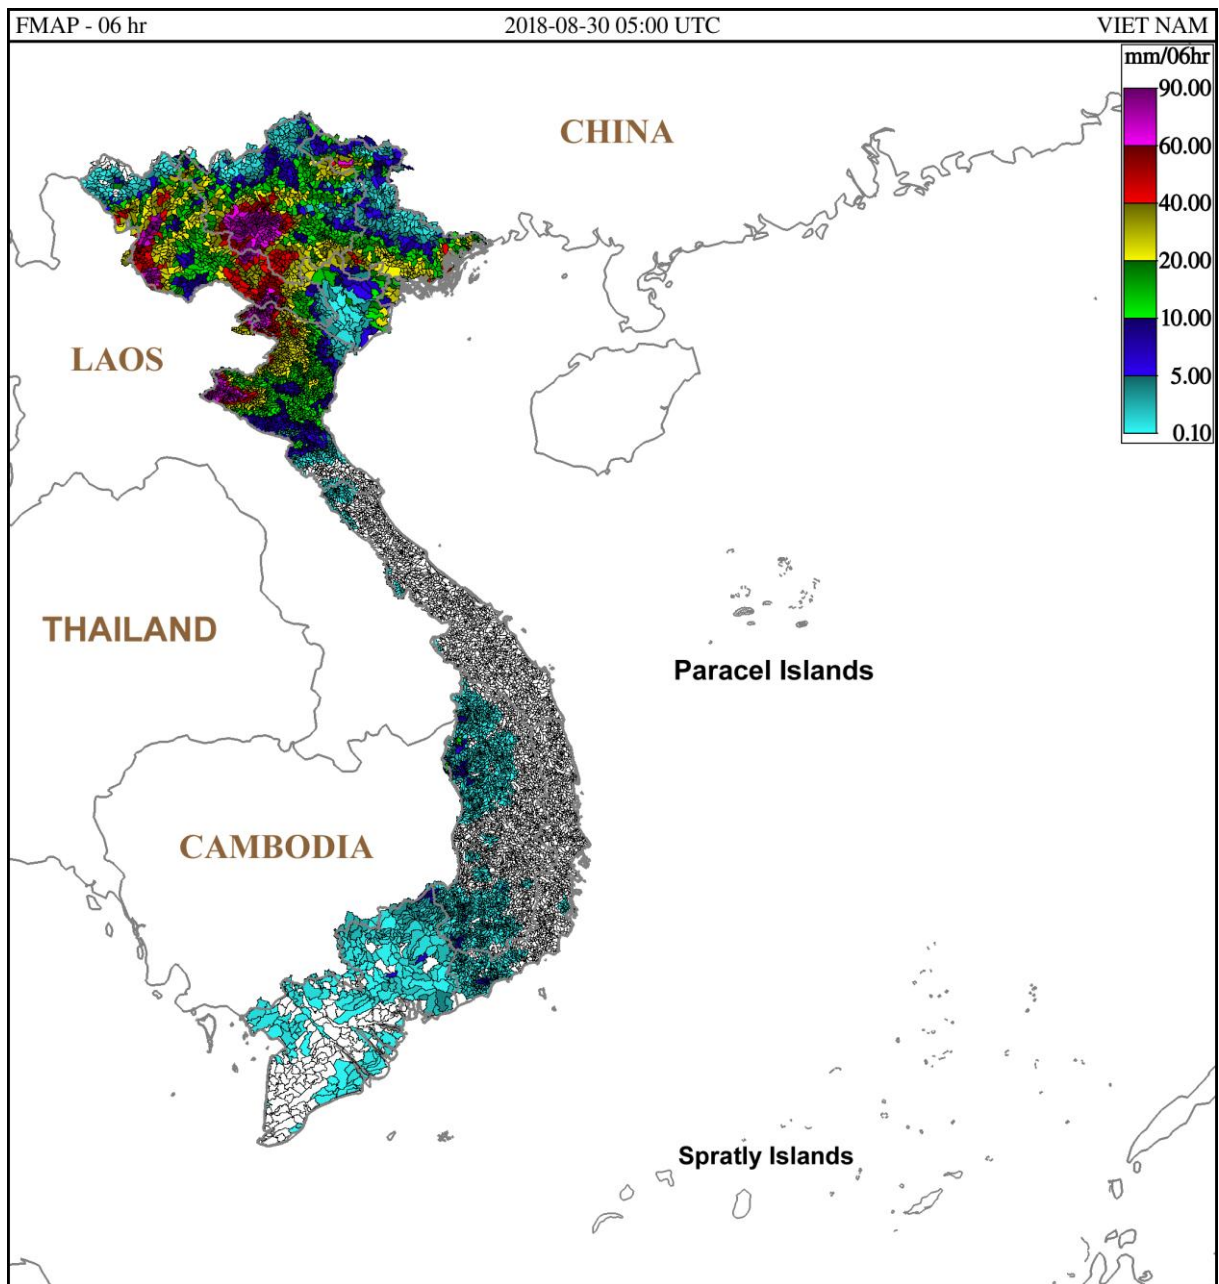 FMAP - 06 hr 2018-08-30 05:00 UTC VIET NAM
mm/06hr
90.00
60.00
40.00
20.00
10.00
5.00
0.10
CHINA
LAOS
THAILAND
Paracel Islands
CAMBODIA
Spratly Islands